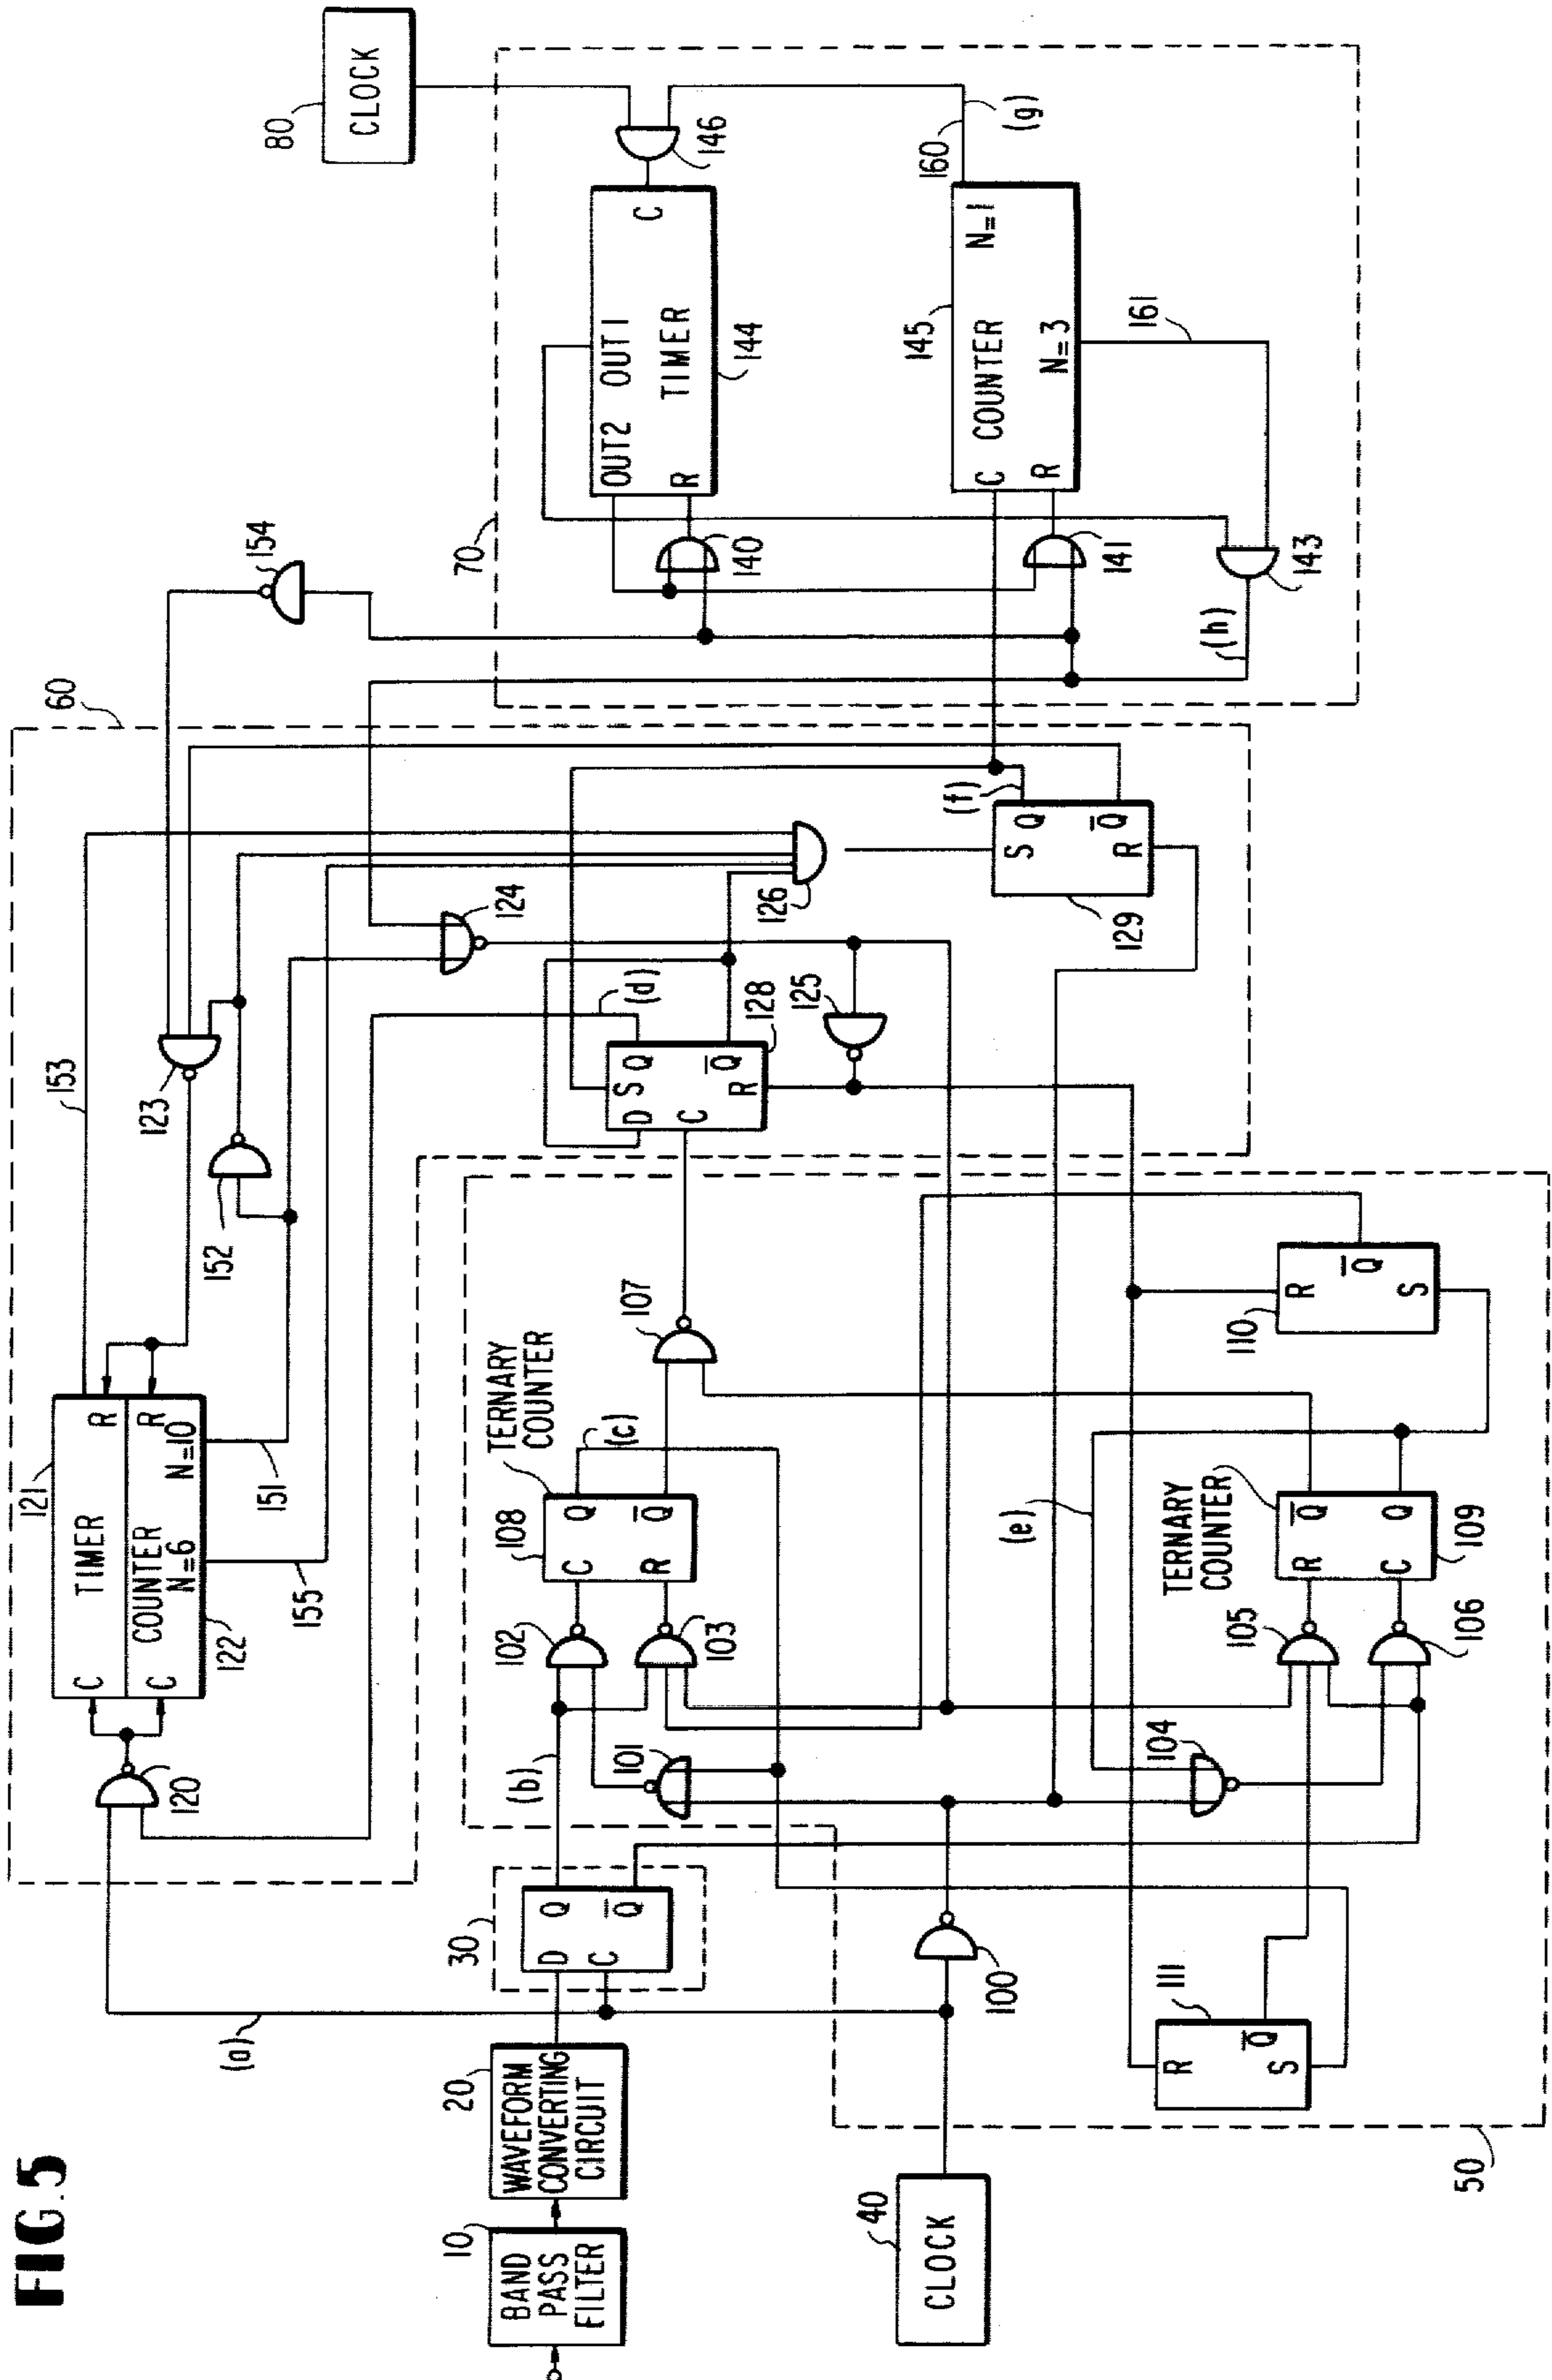 FIG.5
10
BAND
PASS
FILTER
20
WAVEFORM
CONVERTING
CIRCUIT
30
D Q
C Q̄
40
CLOCK
(a)
(b)
50
100
101
102
103
104
105
106
107
TERNARY
COUNTER
108
C Q
R Q̄
(c)
TERNARY
COUNTER
109
R Q̄
C Q
(e)
110
R
Q̄
S
111
R
Q̄
S
60
120
121
C TIMER R
122
C COUNTER R
N=6 N=10
151
155
153
152
123
124
125
126
(d)
D S Q
C Q̄
R
128
129
S Q
Q̄
R
(f)
154
70
140
141
143
(h)
OUT2 OUT1
R TIMER C
144
145
C COUNTER N=1
R N=3
160
(g)
161
146
80
CLOCK